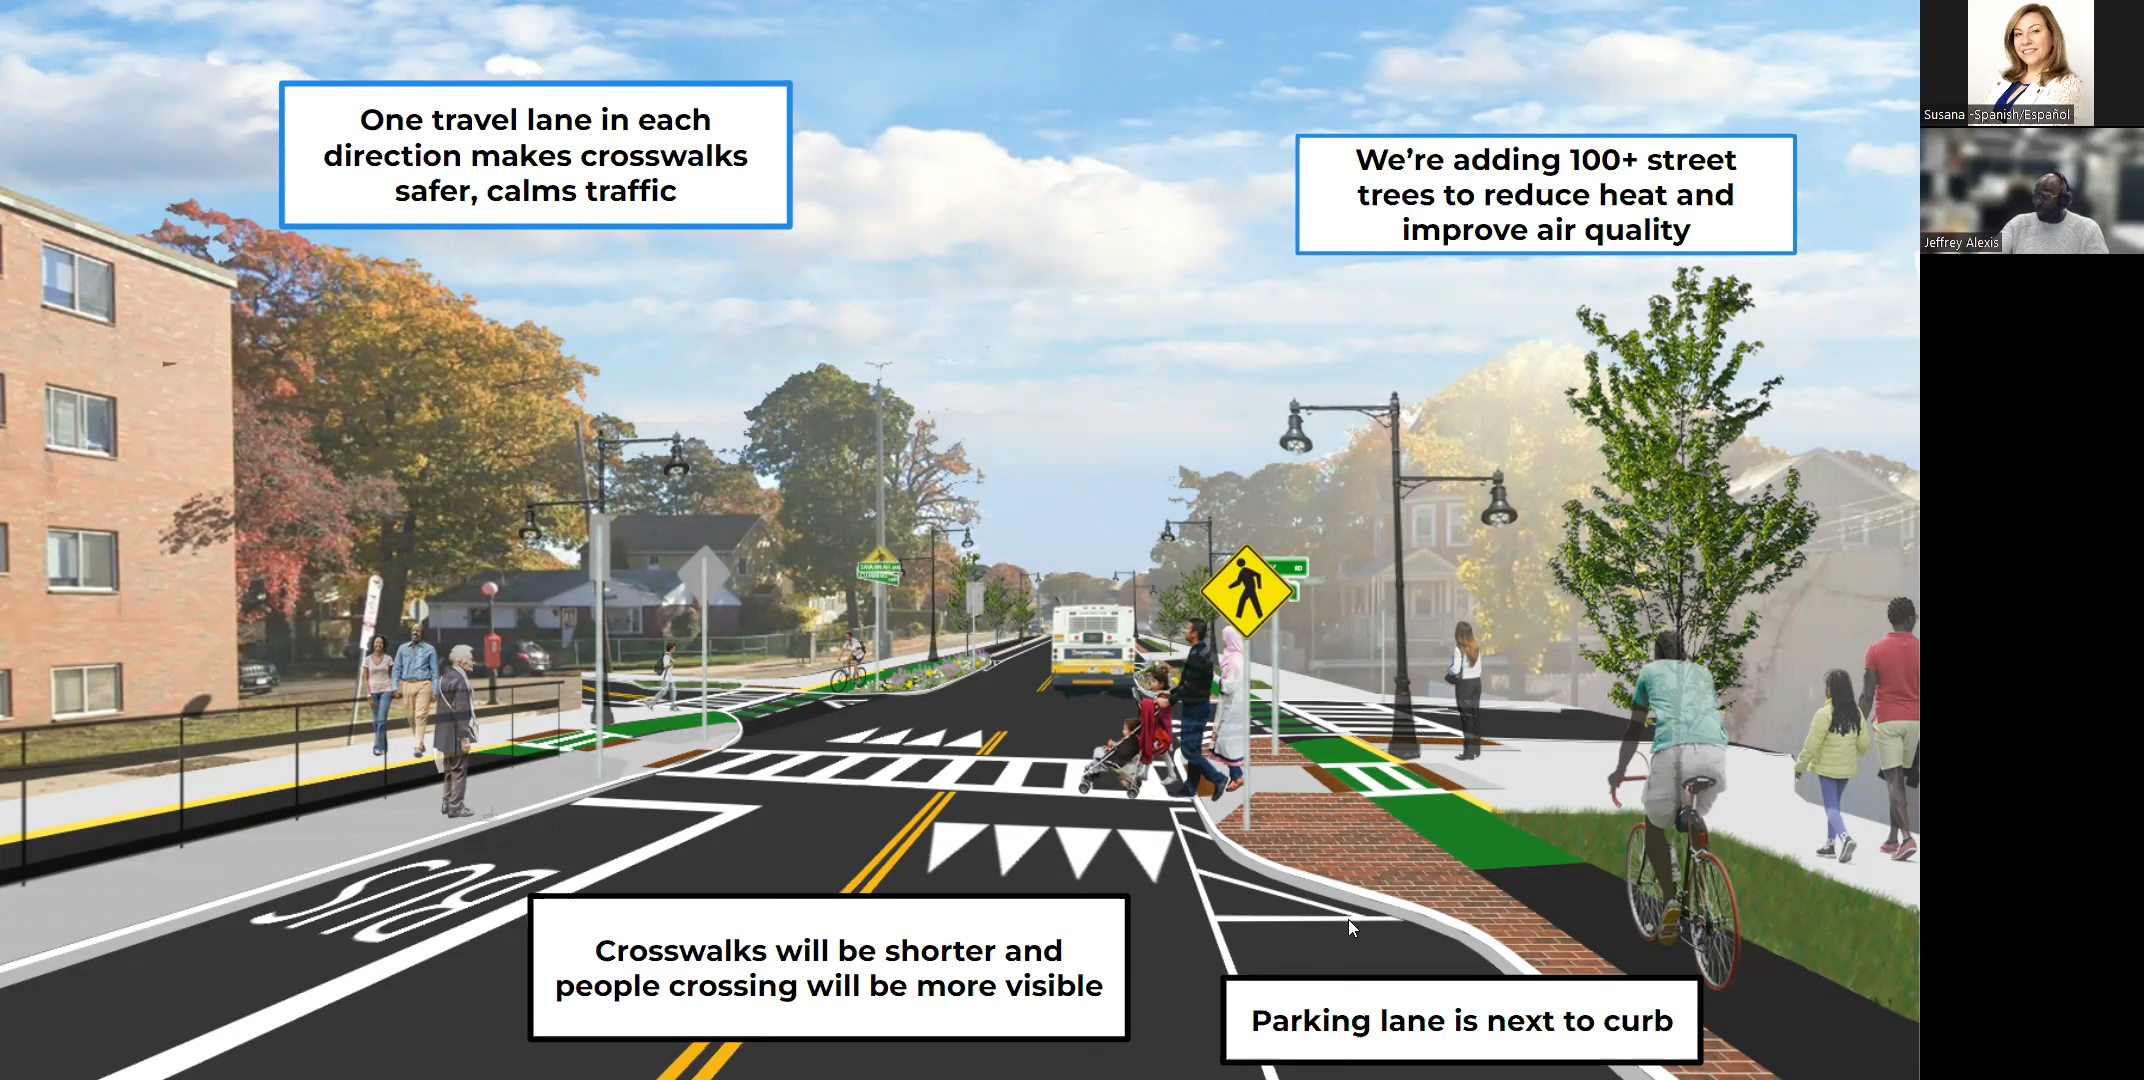 One travel lane in each
direction makes crosswalks
safer, calms traffic
We're adding 100+ street
trees to reduce heat and
improve air quality
Susana -Spanish/Español
Jeffrey Alexis
SAVANNAH
RD
BUS
Crosswalks will be shorter and
people crossing will be more visible
Parking lane is next to curb